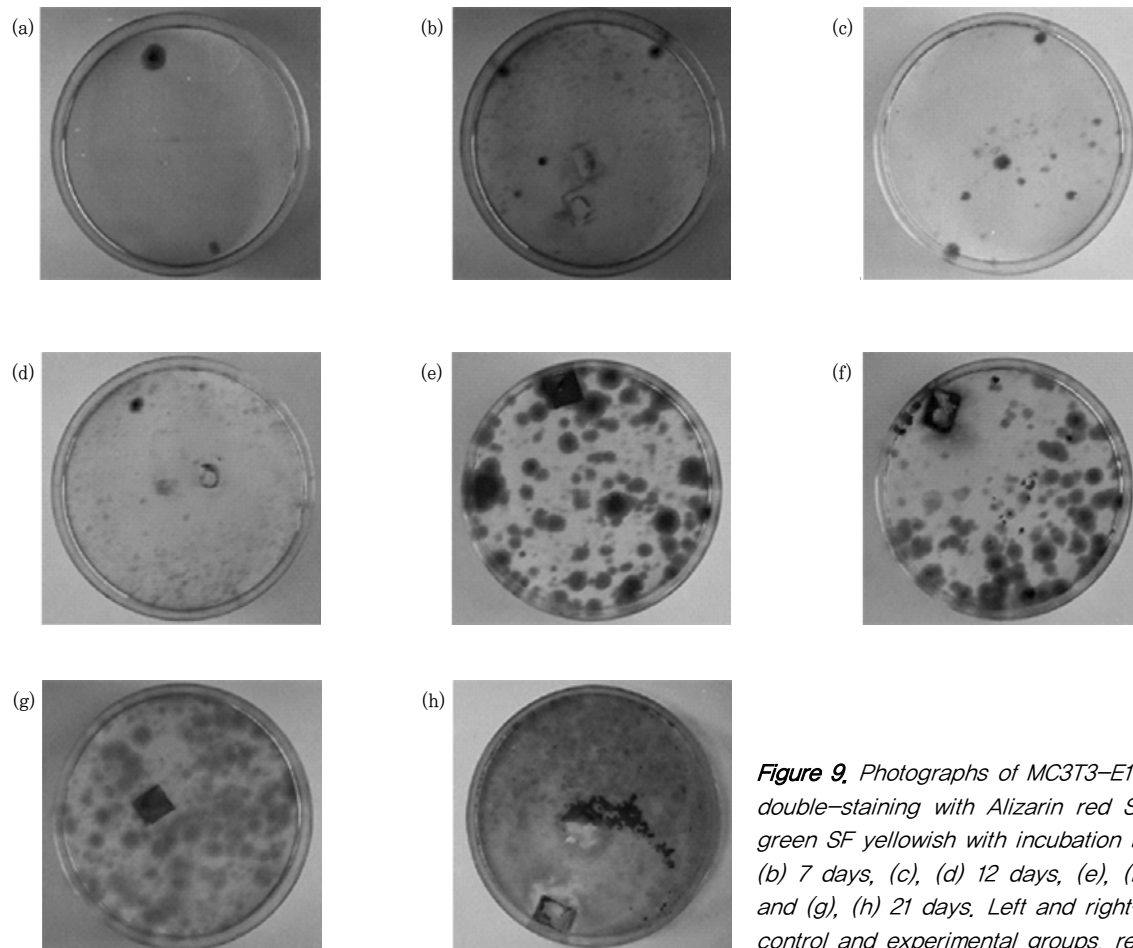 (a)
(b)
(c)
(d)
(e)
(f)
(g)
(h)
Figure 9. Photographs of MC3T3-E1
double-staining with Alizarin red S
green SF yellowish with incubation
(b) 7 days, (c), (d) 12 days, (e),
and (g), (h) 21 days. Left and right
control and experimental groups,